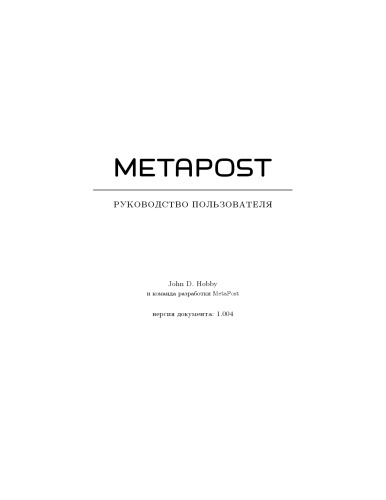 METAPOST
РУКОВОДСТВО ПОЛЬЗОВАТЕЛЯ
John D. Hobby
и команда разработки MetaPost
версия документа: 1.004